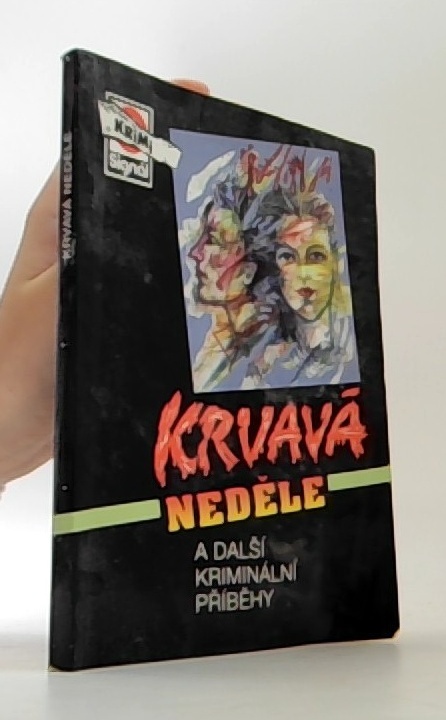 KRVAVÁ NEDĚLE
KRIMI
Signál
KRVAVÁ
NEDĚLE
A DALŠÍ
KRIMINÁLNÍ
PŘÍBĚHY